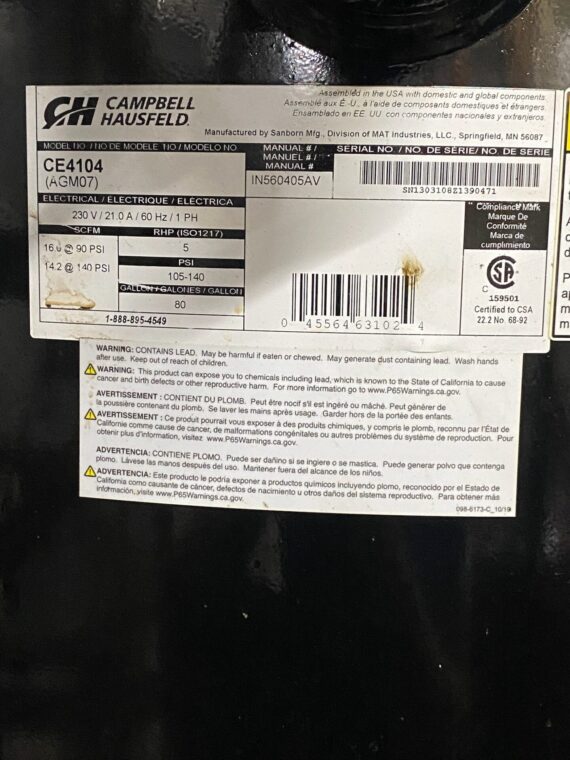 Assembled in the USA with domestic and global components.
Assemblé aux É.-U., à l'aide de composants domestiques et étrangers.
Ensamblado en EE. UU. con componentes nacionales y extranjeros.
CH CAMPBELL
HAUSFELD
Manufactured by Sanborn Mfg., Division of MAT Industries, LLC., Springfield, MN 56087
MODEL NO / NO DE MODELE NO / MODELO NO
CE4104
(AGM07)
MANUAL # /
MANUEL # /
MANUAL #
IN560405AV
SERIAL NO / NO. DE SÉRIE/ NO. DE SERIE
SN1303108Z1390471
ELECTRICAL / ELECTRIQUE / ELÉCTRICA
230 V / 21.0 A / 60 Hz / 1 PH
SCFM
16.0 @ 90 PSI
14.2 @ 140 PSI
RHP (ISO1217)
5
PSI
105-140
GALLON / GALONES / GALLON
80
1-888-895-4549
0 45564 63102 4
Compliance Mark
Marque De
Conformité
Marca de
cumplimiento
C SA
159501
Certified to CSA
22.2 No. 68-92
WARNING: CONTAINS LEAD. May be harmful if eaten or chewed. May generate dust containing lead. Wash hands
after use. Keep out of reach of children.
WARNING: This product can expose you to chemicals including lead, which is known to the State of California to cause
cancer and birth defects or other reproductive harm. For more information go to www.P65Warnings.ca.gov.
AVERTISSEMENT : CONTIENT DU PLOMB. Peut être nocif s'il est ingéré ou mâché. Peut générer de
la poussière contenant du plomb. Se laver les mains après usage. Garder hors de la portée des enfants.
AVERTISSEMENT : Ce produit pourrait vous exposer à des produits chimiques, y compris le plomb, reconnu par l'État de
Californie comme cause de cancer, de malformations congénitales ou autres problèmes du système de reproduction. Pour
obtenir plus d'information, visitez www.P65Warnings.ca.gov.
ADVERTENCIA: CONTIENE PLOMO. Puede ser dañino si se ingiere o se mastica. Puede generar polvo que contenga
plomo. Lávese las manos después del uso. Mantener fuera del alcance de los niños.
ADVERTENCIA: Este producto le podría exponer a productos químicos incluyendo plomo, reconocido por el Estado de
California como causante de cáncer, defectos de nacimiento u otros daños del sistema reproductivo. Para obtener más
información, visite www.P65Warnings.ca.gov.
098-6173-C_10/19